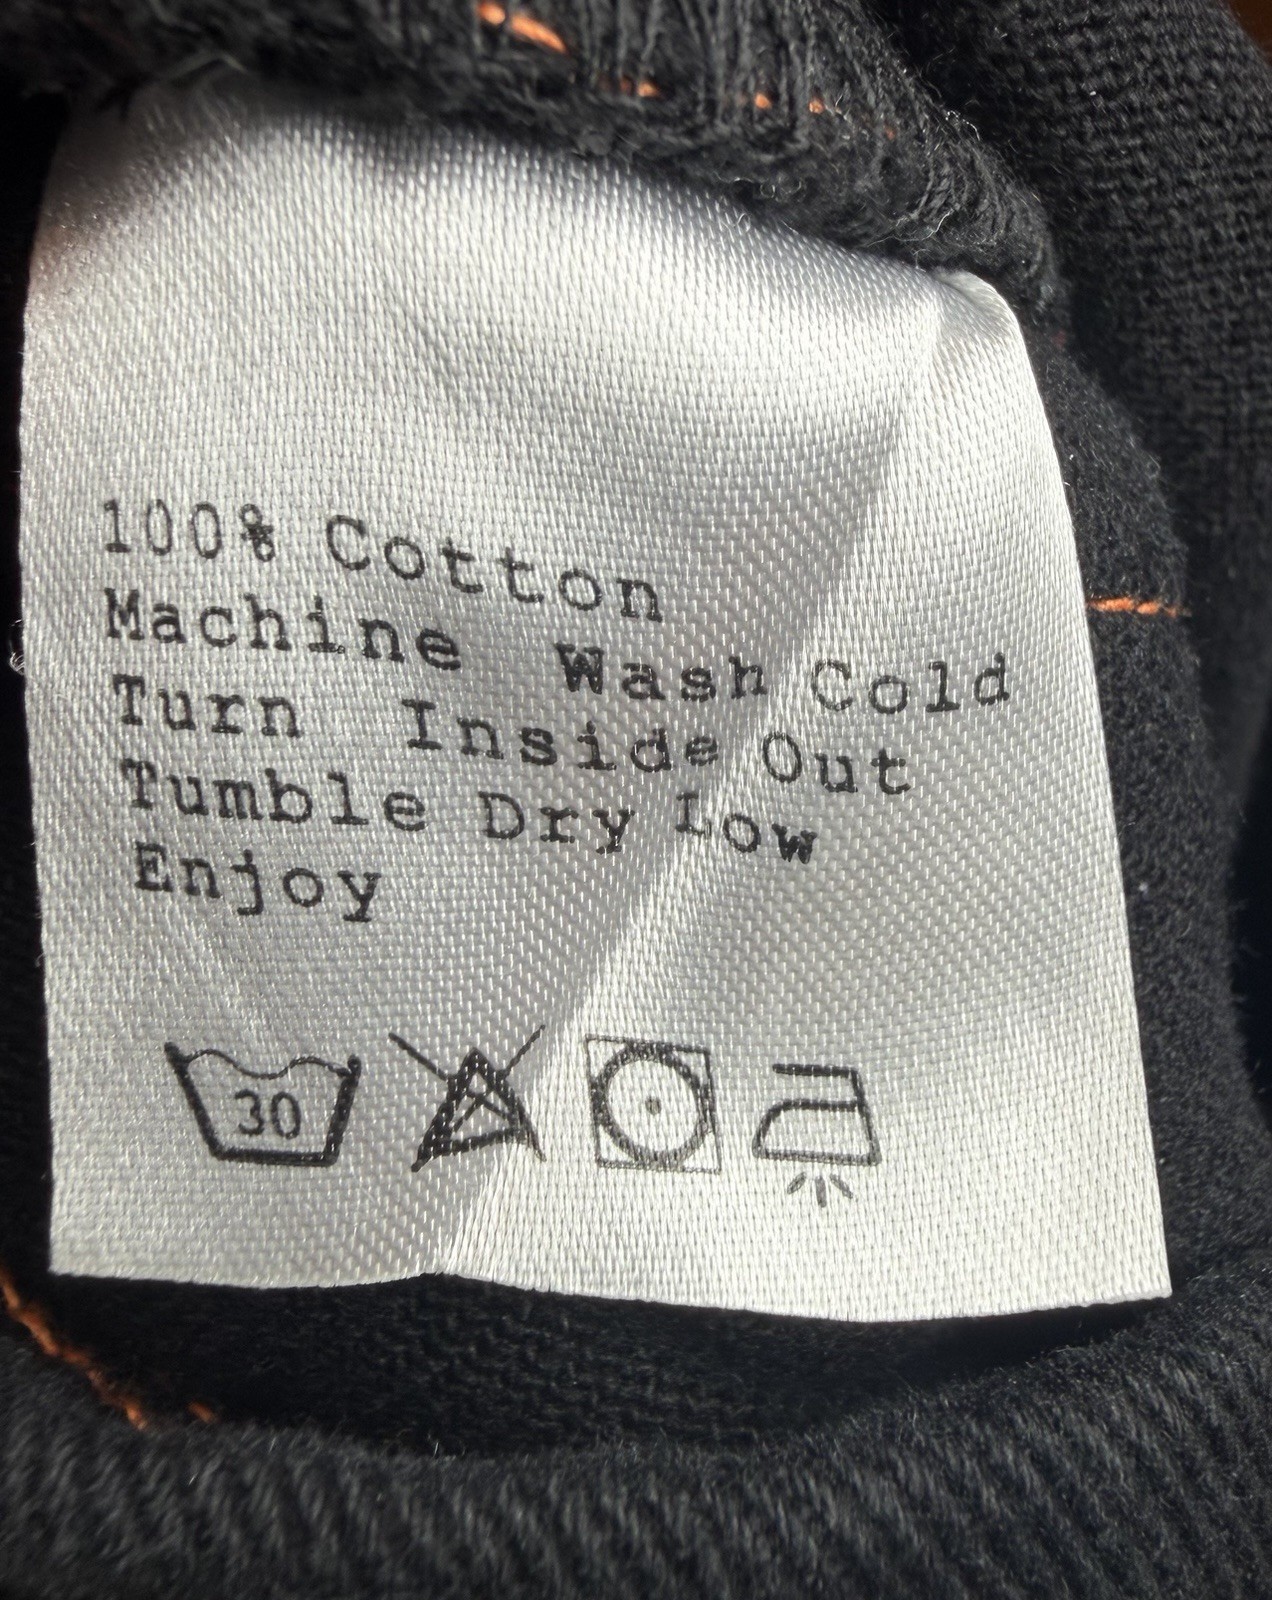 100% Cotton
Machine Wash Cold
Turn Inside Out
Tumble Dry Low
Enjoy
30